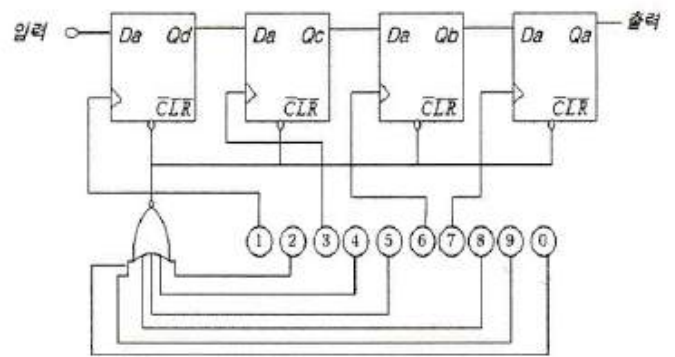 입력 Da Qd Da Qc Da Qb Da Qa 출력
CLR CLR CLR CLR
1 2 3 4 5 6 7 8 9 0